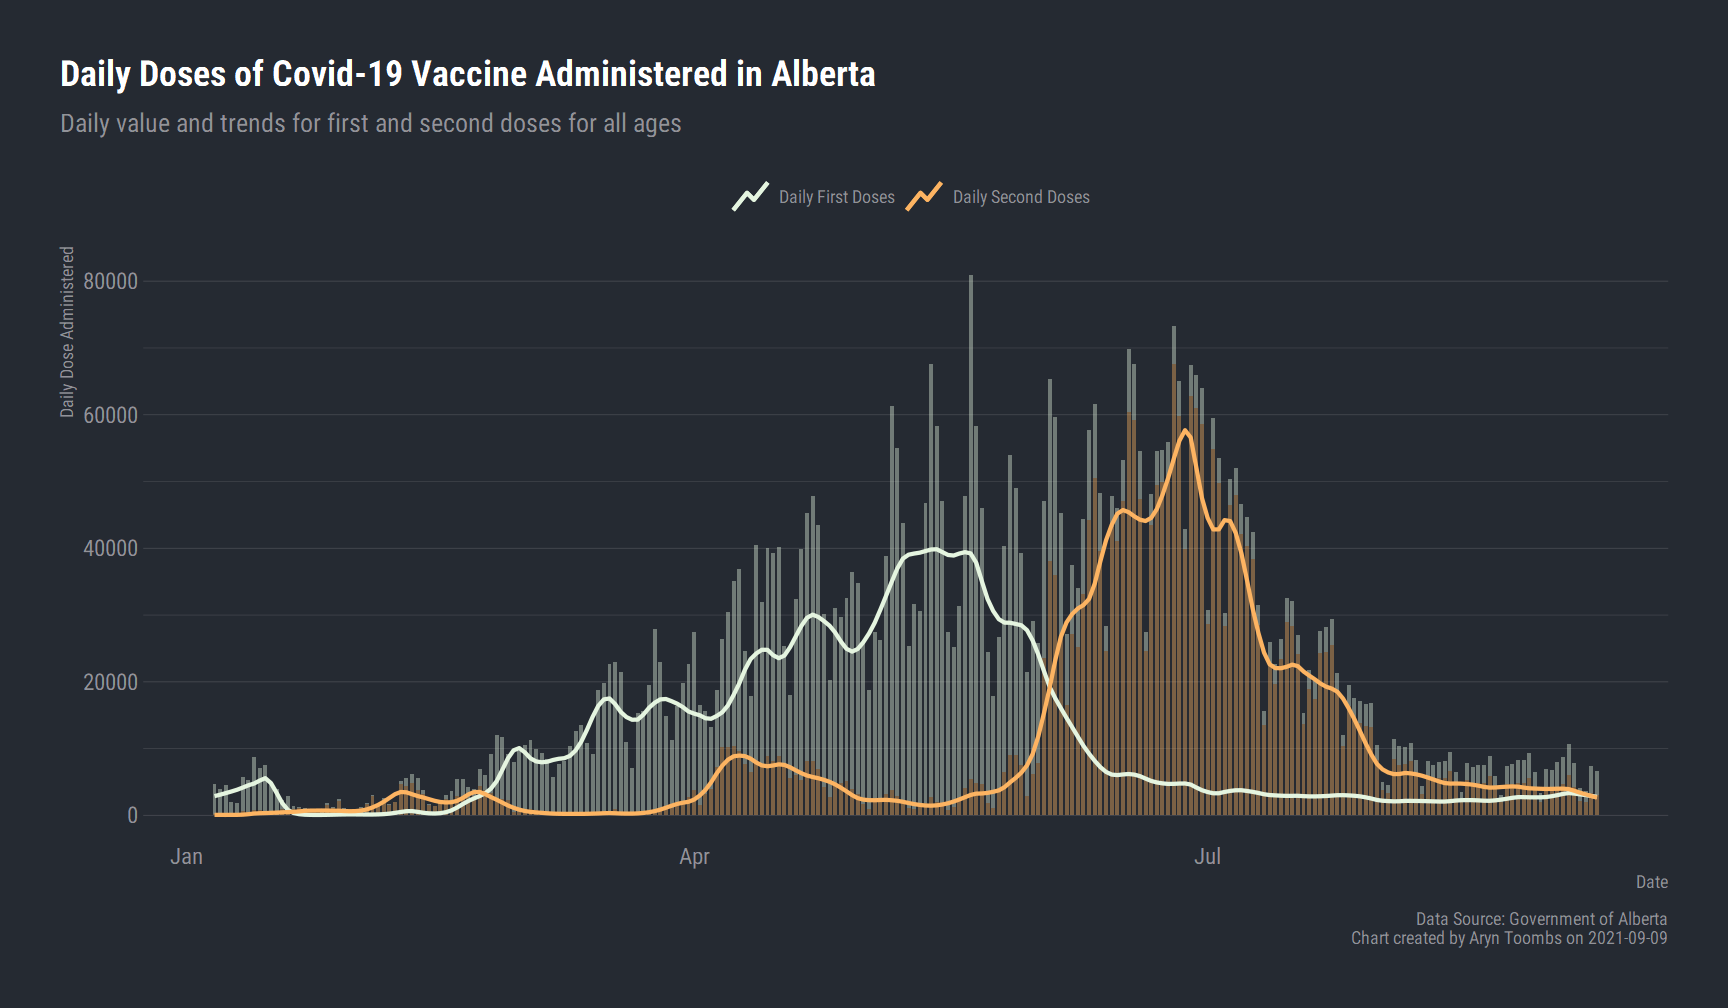 Daily Doses of Covid-19 Vaccine Administered in Alberta
Daily value and trends for first and second doses for all ages
Daily First Doses
Daily Second Doses
Daily Dose Administered
80000
60000
40000
20000
0
Jan
Apr
Jul
Date
Data Source: Government of Alberta
Chart created by Aryn Toombs on 2021-09-09